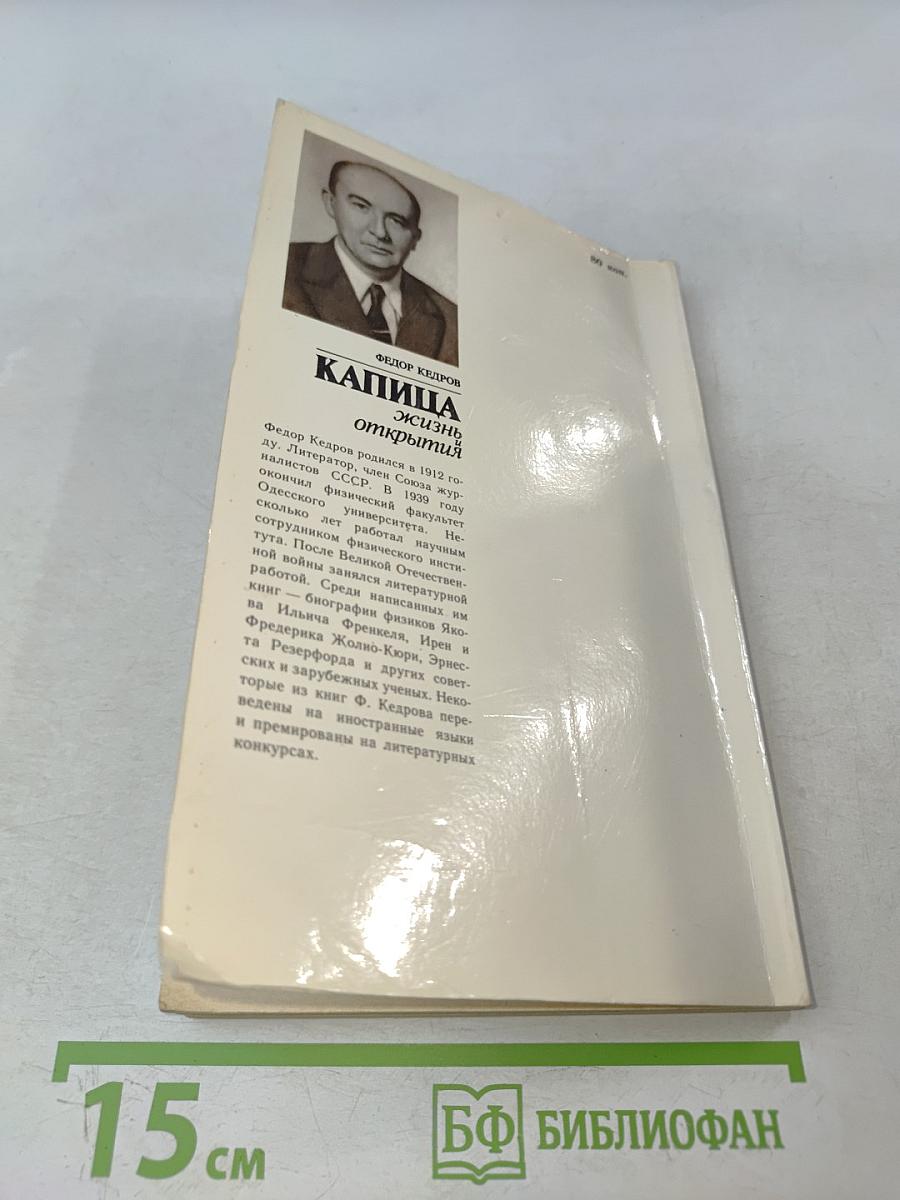 80 коп.
ФЕДОР КЕДРОВ
КАПИЦА
жизнь
и
открытия
Федор Кедров родился в 1912 го-
ду. Литератор, член Союза жур-
налистов СССР. В 1939 году
окончил физический факультет
Одесского университета. Не-
сколько лет работал научным
сотрудником физического инсти-
тута. После Великой Отечествен-
ной войны занялся литературной
работой. Среди написанных им
книг — биографии физиков Яко-
ва Ильича Френкеля, Ирен и
Фредерика Жолио-Кюри, Эрнес-
та Резерфорда и других совет-
ских и зарубежных ученых. Неко-
торые из книг Ф. Кедрова пере-
ведены на иностранные языки
и премированы на литературных
конкурсах.
15 см
БФ БИБЛИОФАН